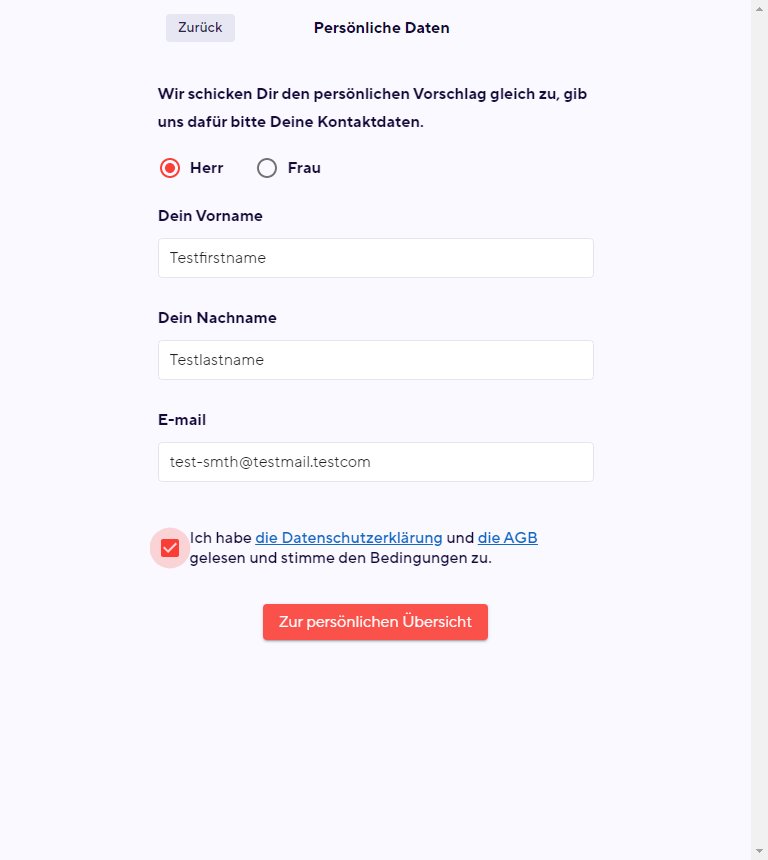 Zurück
Persönliche Daten
Wir schicken Dir den persönlichen Vorschlag gleich zu, gib
uns dafür bitte Deine Kontaktdaten.
Herr
Frau
Dein Vorname
Testfirstname
Dein Nachname
Testlastname
E-mail
test-smth@testmail.testcom
Ich habe die Datenschutzerklärung und die AGB
gelesen und stimme den Bedingungen zu.
Zur persönlichen Übersicht